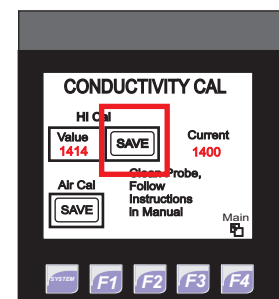 CONDUCTIVITY CAL
Hi Cal
Value
1414
SAVE
Current
1400
Air Cal
SAVE
Clean Probe,
Follow
Instructions
in Manual
Main
SYSTEM F1 F2 F3 F4